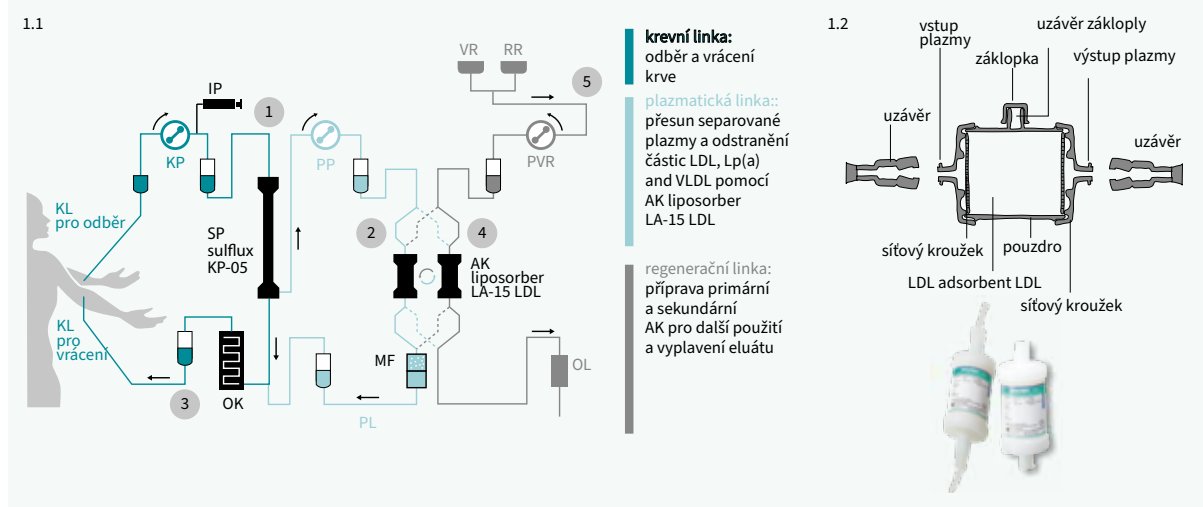 1.1
IP
1
KP
KL
pro odběr
SP
sulflux
KP-05
KL
pro
vrácení
3
OK
PP
2
4
AK
liposorber
LA-15 LDL
MF
PL
VR
RR
5
PVR
OL
krevní linka:
odběr a vrácení
krve
plazmatická linka::
přesun separované
plazmy a odstranění
částic LDL, Lp(a)
and VLDL pomocí
AK liposorber
LA-15 LDL
regenerační linka:
příprava primární
a sekundární
AK pro další použití
a vyplavení eluátu
1.2
vstup
plazmy
uzávěr zákloply
záklopka
výstup plazmy
uzávěr
uzávěr
síťový kroužek
pouzdro
LDL adsorbent LDL
síťový kroužek